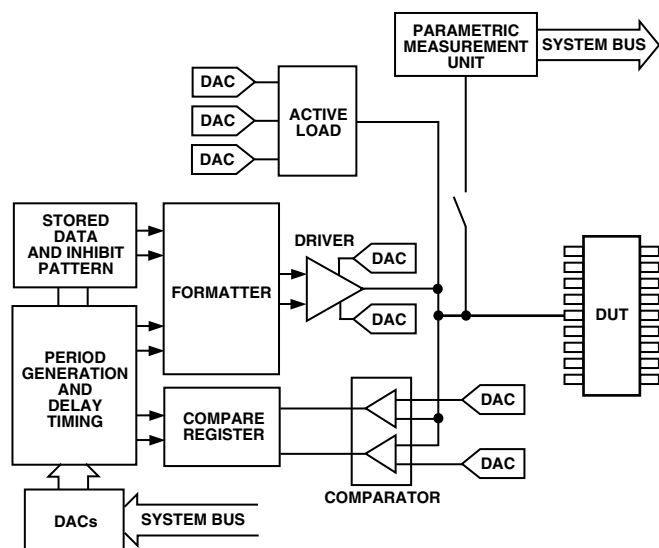 PARAMETRIC
MEASUREMENT
UNIT
SYSTEM BUS
DAC
DAC
DAC
ACTIVE
LOAD
STORED
DATA
AND INHIBIT
PATTERN
FORMATTER
DRIVER
DAC
DAC
DUT
PERIOD
GENERATION
AND
DELAY
TIMING
COMPARE
REGISTER
DAC
DAC
COMPARATOR
DACs
SYSTEM BUS